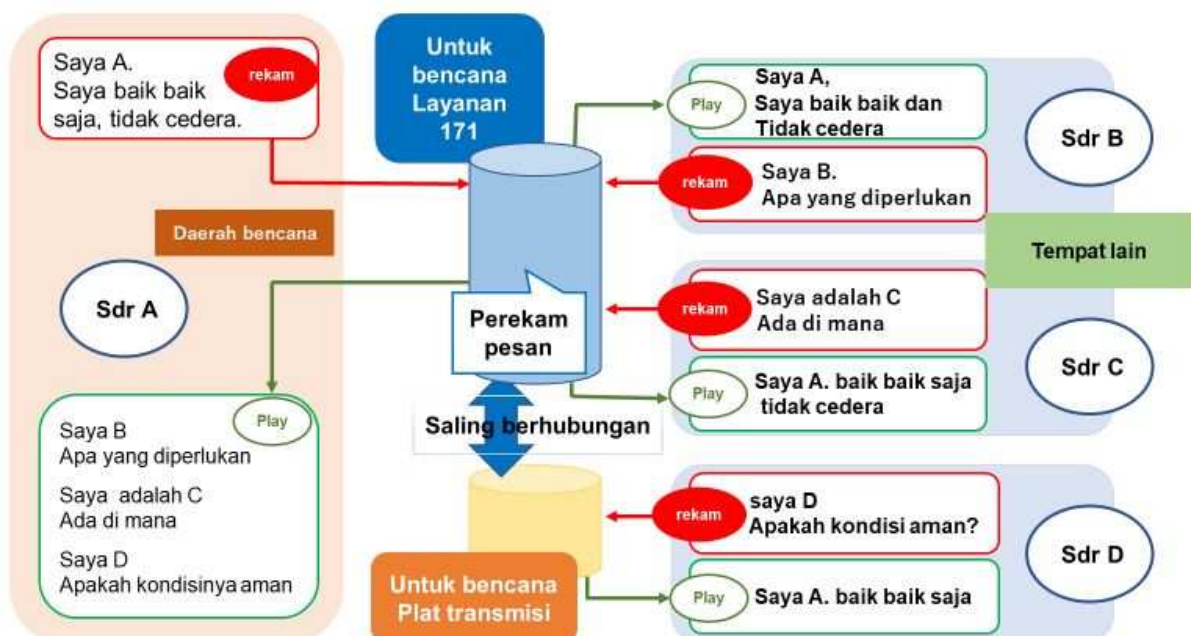 Saya A.
Saya baik baik
saja, tidak cedera.
rekam
Daerah bencana
Sdr A
Play
Saya B
Apa yang diperlukan
Saya adalah C
Ada di mana
Saya D
Apakah kondisinya aman
Untuk
bencana
Layanan
171
Perekam
pesan
Saling berhubungan
Untuk bencana
Plat transmisi
Play
Saya A,
Saya baik baik dan
Tidak cedera
rekam
Saya B.
Apa yang diperlukan
Sdr B
Tempat lain
rekam
Saya adalah C
Ada di mana
Play
Saya A. baik baik saja
tidak cedera
Sdr C
rekam
saya D
Apakah kondisi aman?
Play
Saya A. baik baik saja
Sdr D